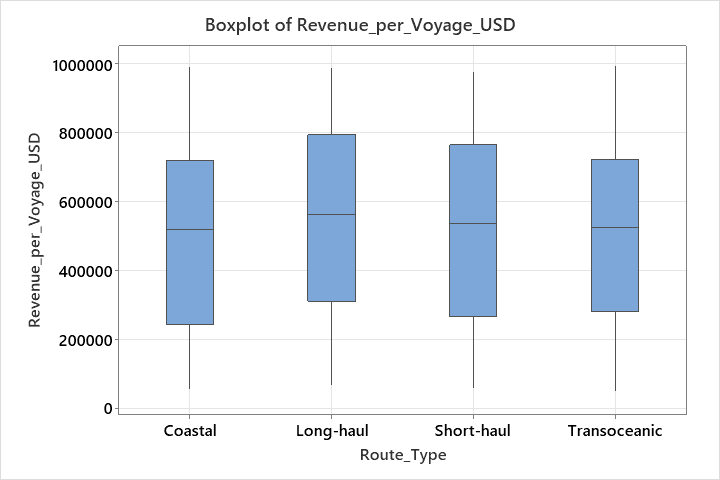 Boxplot of Revenue_per_Voyage_USD
Revenue_per_Voyage_USD
1000000
800000
600000
400000
200000
0
Coastal Long-haul Short-haul Transoceanic
Route_Type